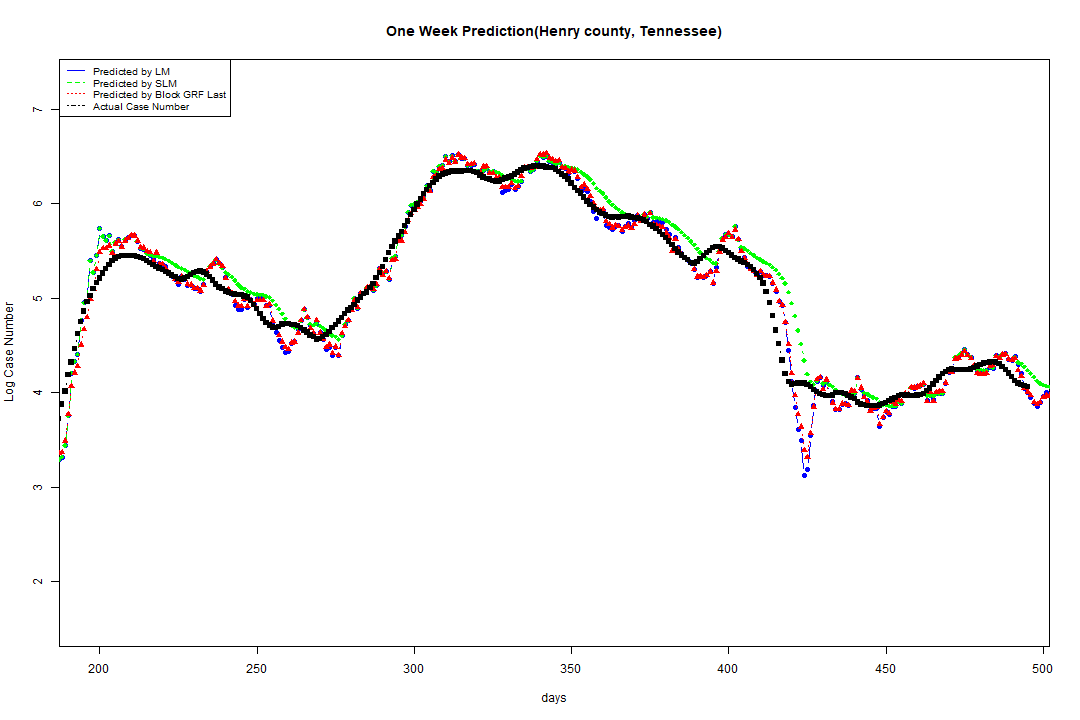 One Week Prediction(Henry county, Tennessee)
Predicted by LM
Predicted by SLM
Predicted by Block GRF Last
Actual Case Number
Log Case Number
7
6
5
4
3
2
200 250 300 350 400 450 500
days